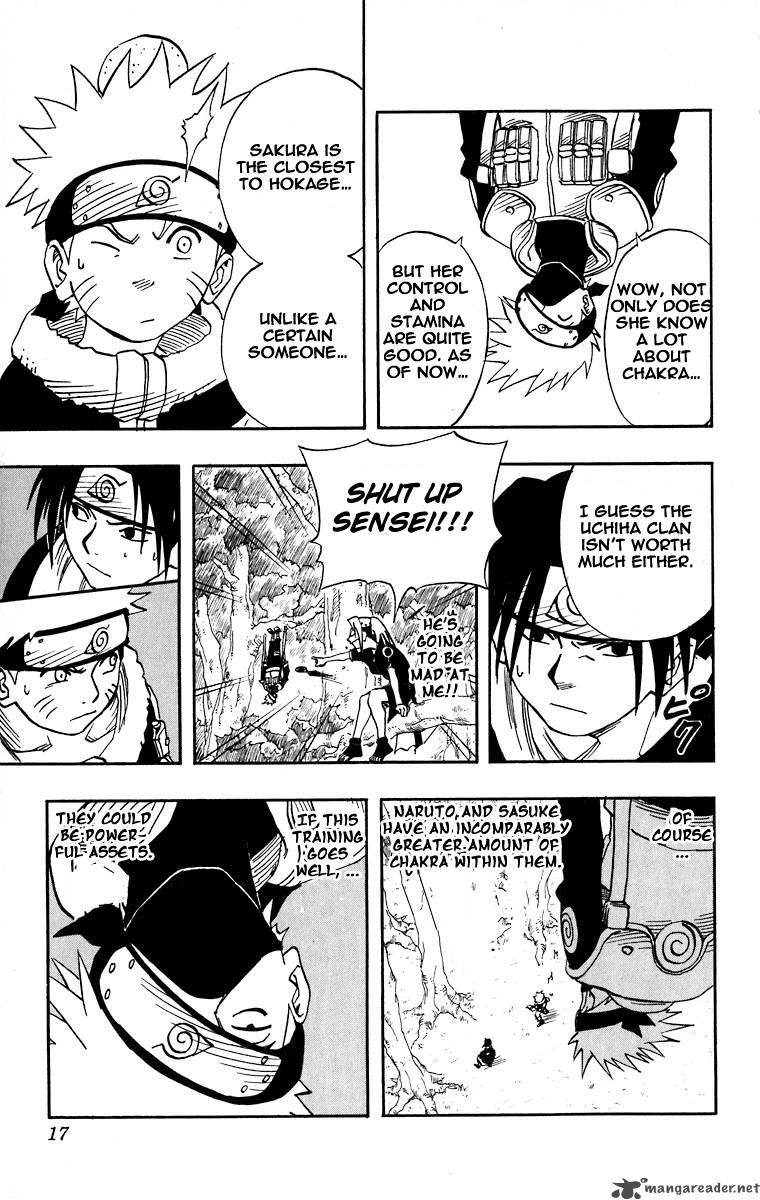 WOW, NOT
ONLY DOES
SHE KNOW
A LOT
ABOUT
CHAKRA...
BUT HER
CONTROL
AND
STAMINA
ARE QUITE
GOOD. AS
OF NOW...
SAKURA IS
THE CLOSEST
TO HOKAGE...
UNLIKE A
CERTAIN
SOMEONE...
I GUESS THE
UCHIHA CLAN
ISN'T WORTH
MUCH EITHER.
ピク
SHUT UP
SENSEI!!!
HE'S
GOING
TO BE
MAD AT
ME!!
OF
COURSE
...
NARUTO AND SASUKE
HAVE AN INCOMPARABLY
GREATER AMOUNT OF
CHAKRA WITHIN THEM.
IF THIS
TRAINING
GOES
WELL, ...
THEY COULD
BE POWER-
FUL ASSETS.
17
mangareader.net